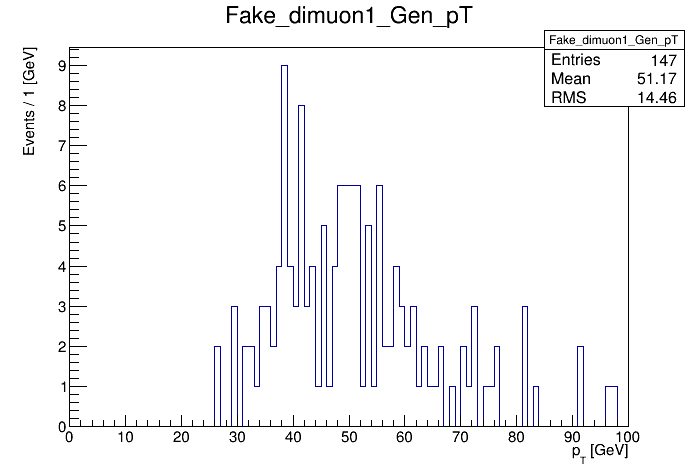 Fake_dimuon1_Gen_pT
Fake_dimuon1_Gen_pT
Entries 147
Mean 51.17
RMS 14.46
Events / 1 [GeV]
9
8
7
6
5
4
3
2
1
0
0 10 20 30 40 50 60 70 80 90 100
p_T [GeV]